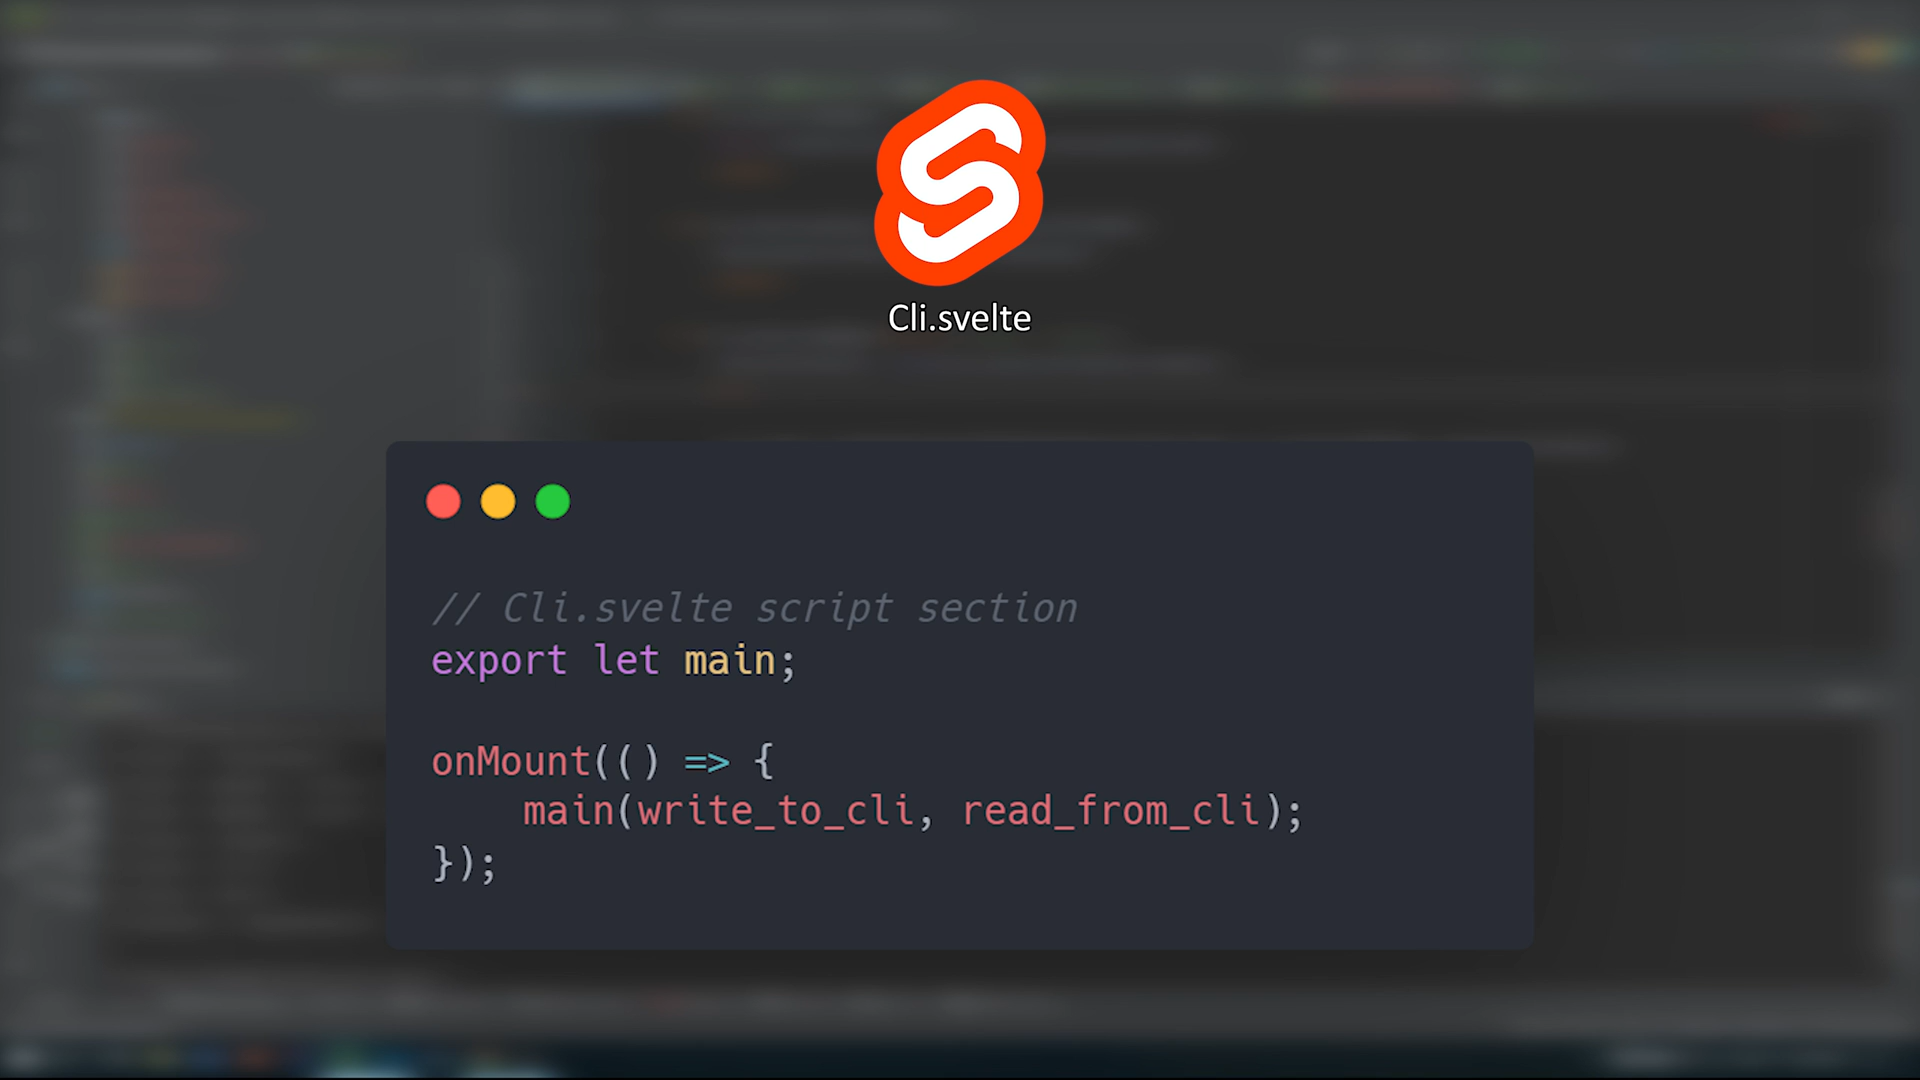 Cli.svelte
// Cli.svelte script section
export let main;
onMount(() => {
    main(write_to_cli, read_from_cli);
});